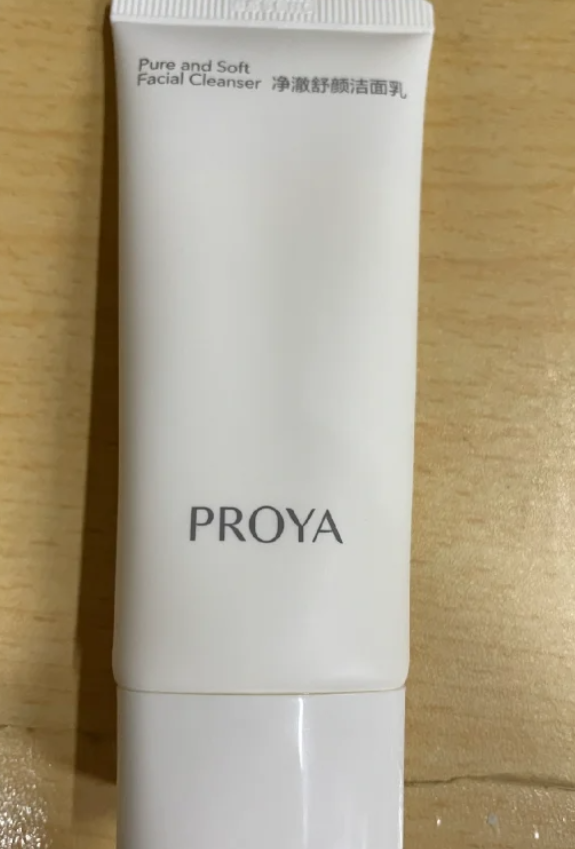 Pure and Soft
Facial Cleanser 净澈舒颜洁面乳
PROYA